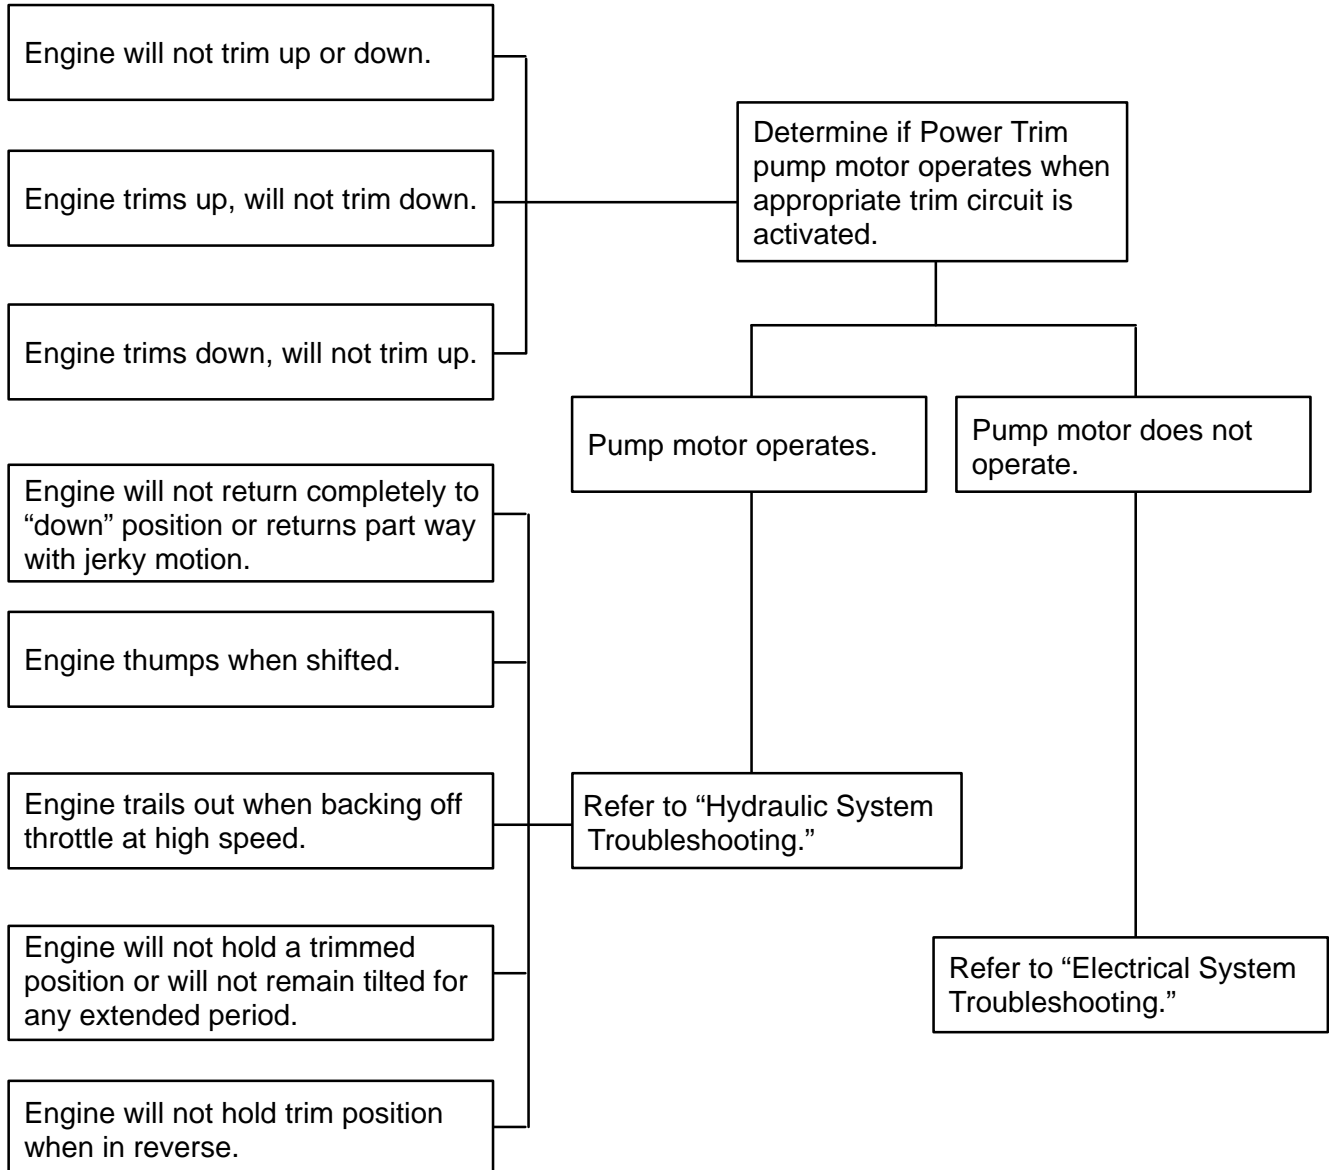 Engine will not trim up or down.
Engine trims up, will not trim down.
Engine trims down, will not trim up.
Determine if Power Trim
pump motor operates when
appropriate trim circuit is
activated.
Pump motor operates.
Pump motor does not
operate.
Engine will not return completely to
“down” position or returns part way
with jerky motion.
Engine thumps when shifted.
Engine trails out when backing off
throttle at high speed.
Engine will not hold a trimmed
position or will not remain tilted for
any extended period.
Engine will not hold trim position
when in reverse.
Refer to “Hydraulic System
Troubleshooting.”
Refer to “Electrical System
Troubleshooting.”